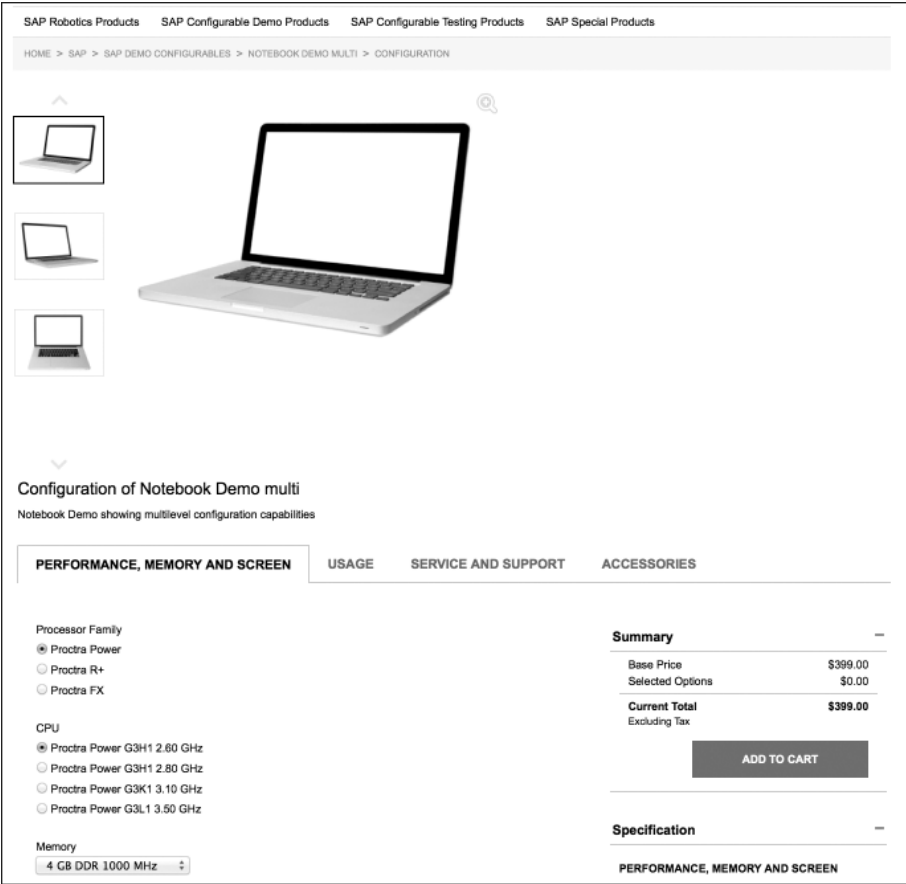 SAP Robotics Products SAP Configurable Demo Products SAP Configurable Testing Products SAP Special Products
HOME > SAP > SAP DEMO CONFIGURABLES > NOTEBOOK DEMO MULTI > CONFIGURATION
Configuration of Notebook Demo multi
Notebook Demo showing multilevel configuration capabilities
PERFORMANCE, MEMORY AND SCREEN USAGE SERVICE AND SUPPORT ACCESSORIES
Processor Family
Proctra Power
Proctra R+
Proctra FX
CPU
Proctra Power G3H1 2.60 GHz
Proctra Power G3H1 2.80 GHz
Proctra Power G3K1 3.10 GHz
Proctra Power G3L1 3.50 GHz
Memory
4 GB DDR 1000 MHz
Summary
Base Price $399.00
Selected Options $0.00
Current Total $399.00
Excluding Tax
ADD TO CART
Specification
PERFORMANCE, MEMORY AND SCREEN